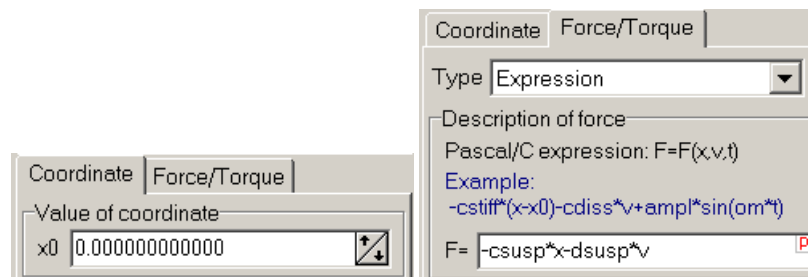 Coordinate Force/Torque
Value of coordinate
x0 0.000000000000
Coordinate Force/Torque
Type Expression
Description of force
Pascal/C expression: F=F(x,v,t)
Example:
-cstiff*(x-x0)-cdiss*v+ampl*sin(om*t)
F= -csusp*x-dsusp*v